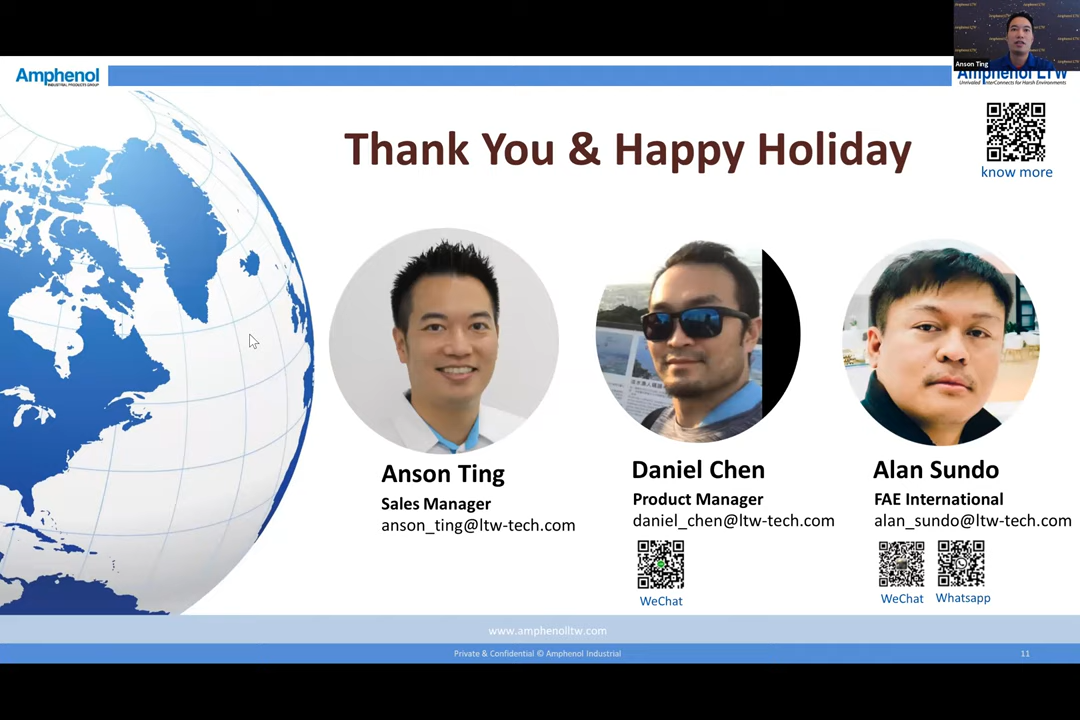 Amphenol
INDUSTRIAL PRODUCTS GROUP
Anson Ting
Amphenol LTW
Unrivaled InterConnects for Harsh Environments
know more
Thank You & Happy Holiday
Anson Ting
Sales Manager
anson_ting@ltw-tech.com
Daniel Chen
Product Manager
daniel_chen@ltw-tech.com
WeChat
Alan Sundo
FAE International
alan_sundo@ltw-tech.com
WeChat
Whatsapp
www.amphenolltw.com
Private & Confidential © Amphenol Industrial
11